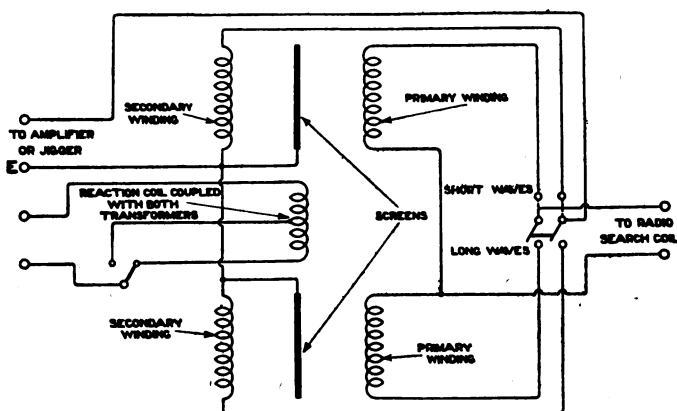 SECONDARY
WINDING
PRIMARY WINDING
TO AMPLIFIER
OR JIGGER
E
REACTION COIL COUPLED
WITH BOTH
TRANSFORMERS
SCREENS
SHORT WAVES
TO RADIO
SEARCH COIL
LONG WAVES
SECONDARY
WINDING
PRIMARY
WINDING